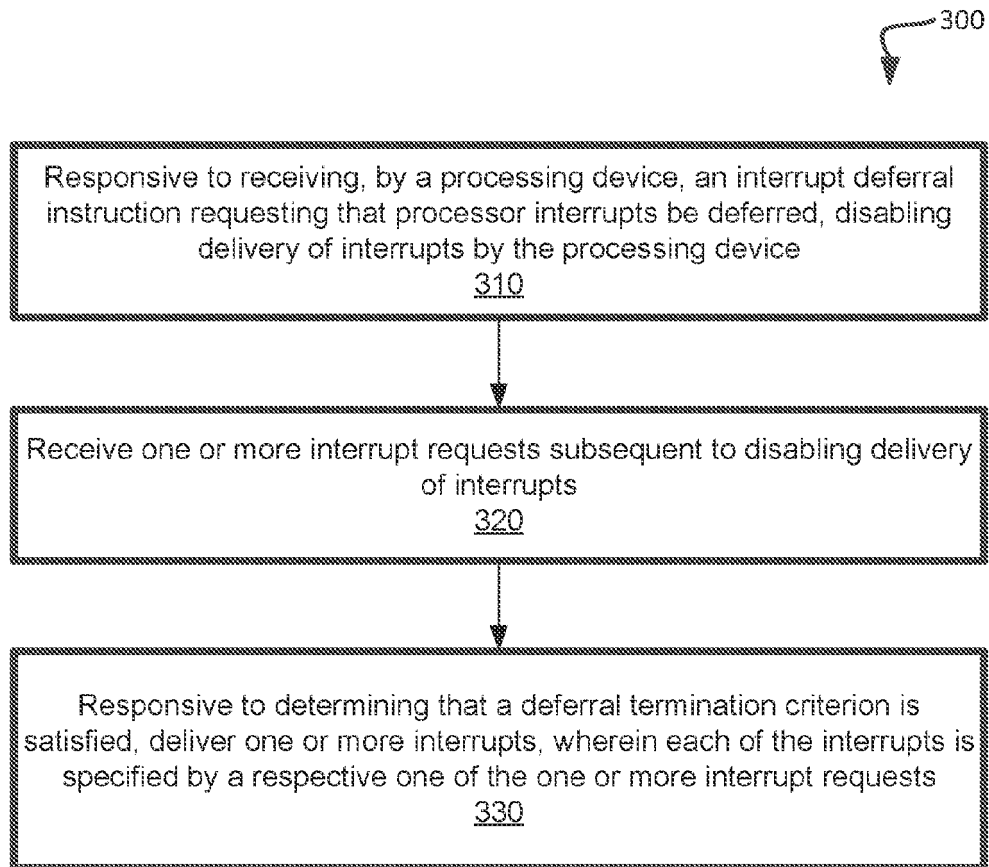 300
Responsive to receiving, by a processing device, an interrupt deferral
instruction requesting that processor interrupts be deferred, disabling
delivery of interrupts by the processing device
310
Receive one or more interrupt requests subsequent to disabling delivery
of interrupts
320
Responsive to determining that a deferral termination criterion is
satisfied, deliver one or more interrupts, wherein each of the interrupts is
specified by a respective one of the one or more interrupt requests
330